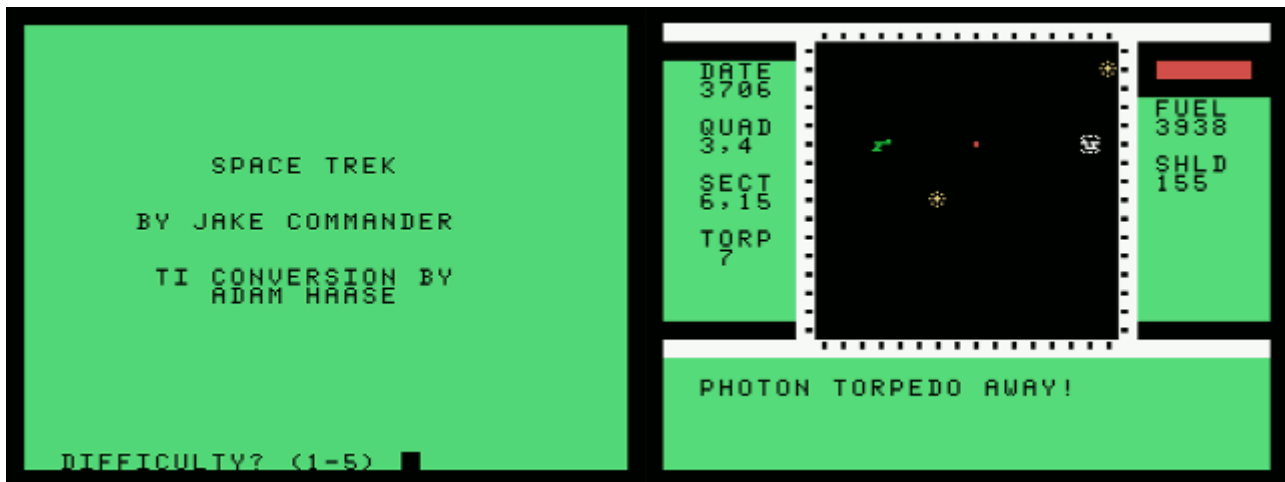 SPACE TREK
BY JAKE COMMANDER
TI CONVERSION BY
ADAM HAASE
DIFFICULTY? (1-5)
DATE
3706
QUAD
3,4
SECT
6,15
TORP
7
FUEL
3938
SHLD
155
PHOTON TORPEDO AWAY!